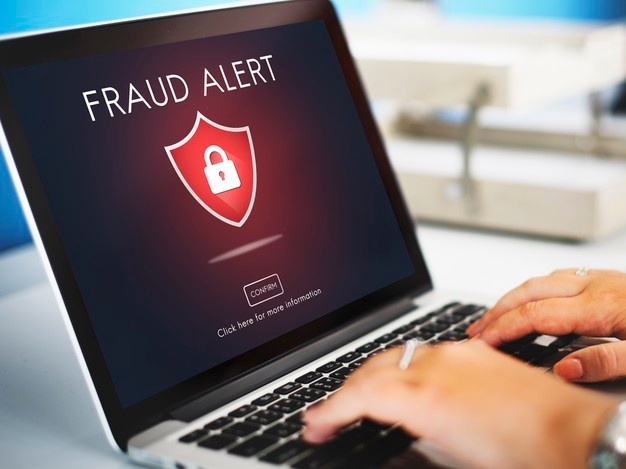 FRAUD ALERT
CONFIRM
Click here for more information